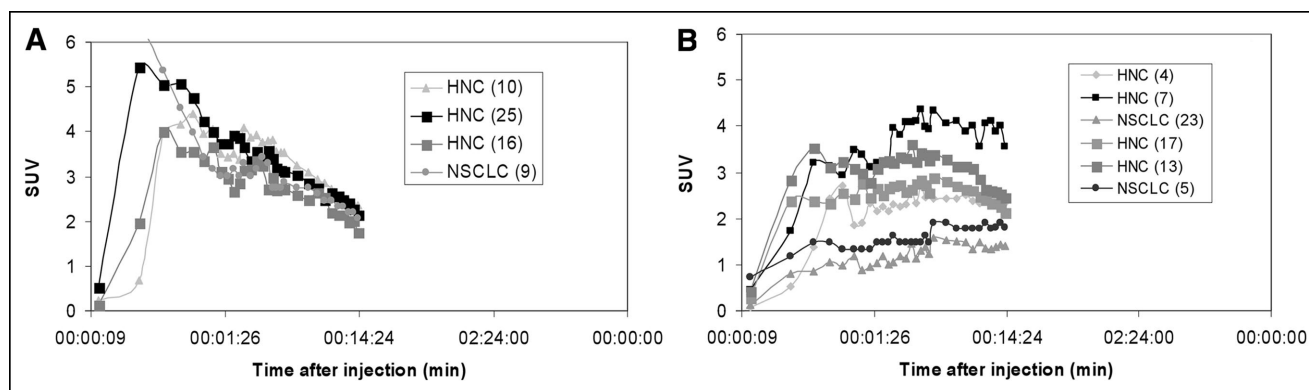 A
6
5
4
3
2
1
0
SUV
HNC (10)
HNC (25)
HNC (16)
NSCLC (9)
00:00:09 00:01:26 00:14:24 02:24:00 00:00:00
Time after injection (min)
B
6
5
4
3
2
1
0
SUV
HNC (4)
HNC (7)
NSCLC (23)
HNC (17)
HNC (13)
NSCLC (5)
00:00:09 00:01:26 00:14:24 02:24:00 00:00:00
Time after injection (min)